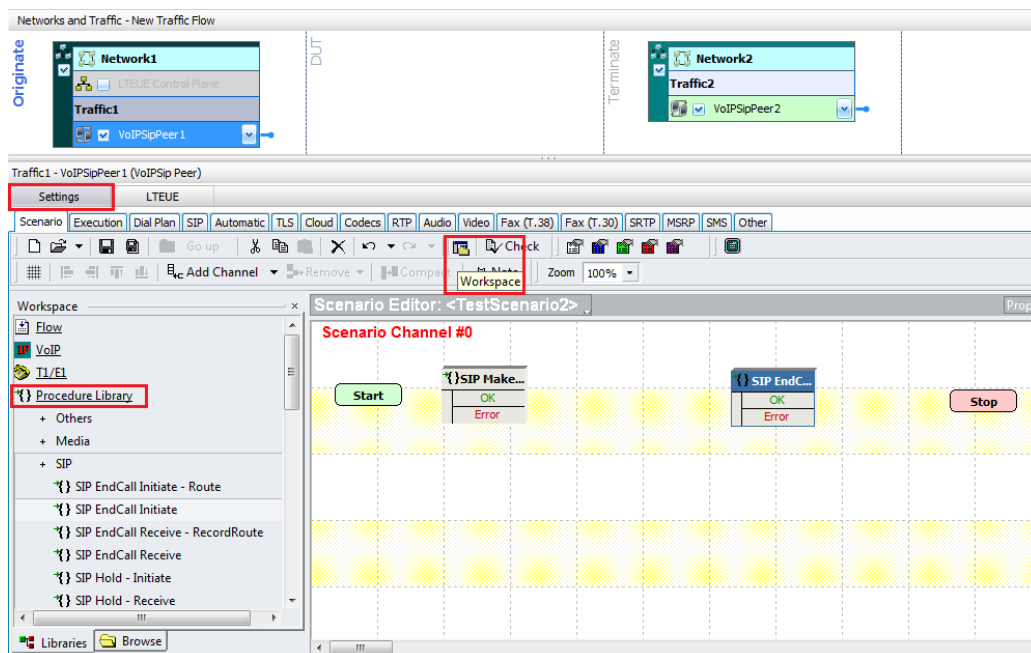 Networks and Traffic - New Traffic Flow
Originate
Network1
LTEUE Control Plane
Traffic1
VoIPSipPeer1
DUT
Terminate
Network2
Traffic2
VoIPSipPeer2
Traffic1 - VoIPSipPeer1 (VoIPSip Peer)
Settings LTEUE
Scenario Execution Dial Plan SIP Automatic TLS Cloud Codecs RTP Audio Video Fax (T.38) Fax (T.30) SRTP MSRP SMS Other
Go up Check
Add Channel Remove Compact Note Zoom 100%
Workspace
Workspace ×
Flow
VoIP
T1/E1
Procedure Library
+ Others
+ Media
+ SIP
SIP EndCall Initiate - Route
SIP EndCall Initiate
SIP EndCall Receive - RecordRoute
SIP EndCall Receive
SIP Hold - Initiate
SIP Hold - Receive
Libraries Browse
Scenario Editor: <TestScenario2> Prop
Scenario Channel #0
Start
SIP Make...
OK
Error
SIP EndC...
OK
Error
Stop